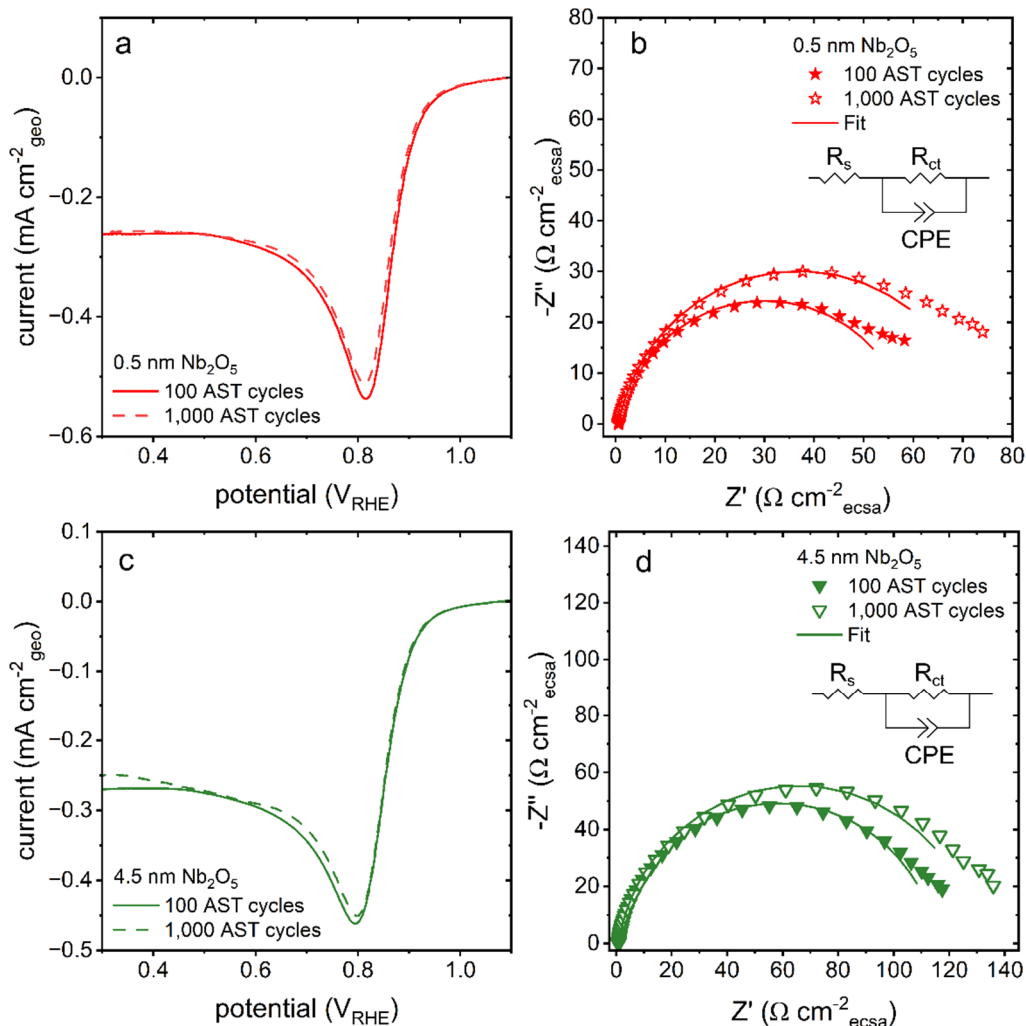 a
0.0
−0.2
−0.4
−0.6
current (mA cm⁻²geo)
0.5 nm Nb₂O₅
100 AST cycles
1,000 AST cycles
0.4 0.6 0.8 1.0
potential (V_RHE)
b
80
70
60
50
40
30
20
10
0
-Z" (Ω cm⁻²ecsa)
0.5 nm Nb₂O₅
100 AST cycles
1,000 AST cycles
Fit
Rₛ R_ct
CPE
0 10 20 30 40 50 60 70 80
Z' (Ω cm⁻²ecsa)
c
0.1
0.0
−0.1
−0.2
−0.3
−0.4
−0.5
current (mA cm⁻²geo)
4.5 nm Nb₂O₅
100 AST cycles
1,000 AST cycles
0.4 0.6 0.8 1.0
potential (V_RHE)
d
140
120
100
80
60
40
20
0
-Z" (Ω cm⁻²ecsa)
4.5 nm Nb₂O₅
100 AST cycles
1,000 AST cycles
Fit
Rₛ R_ct
CPE
0 20 40 60 80 100 120 140
Z' (Ω cm⁻²ecsa)